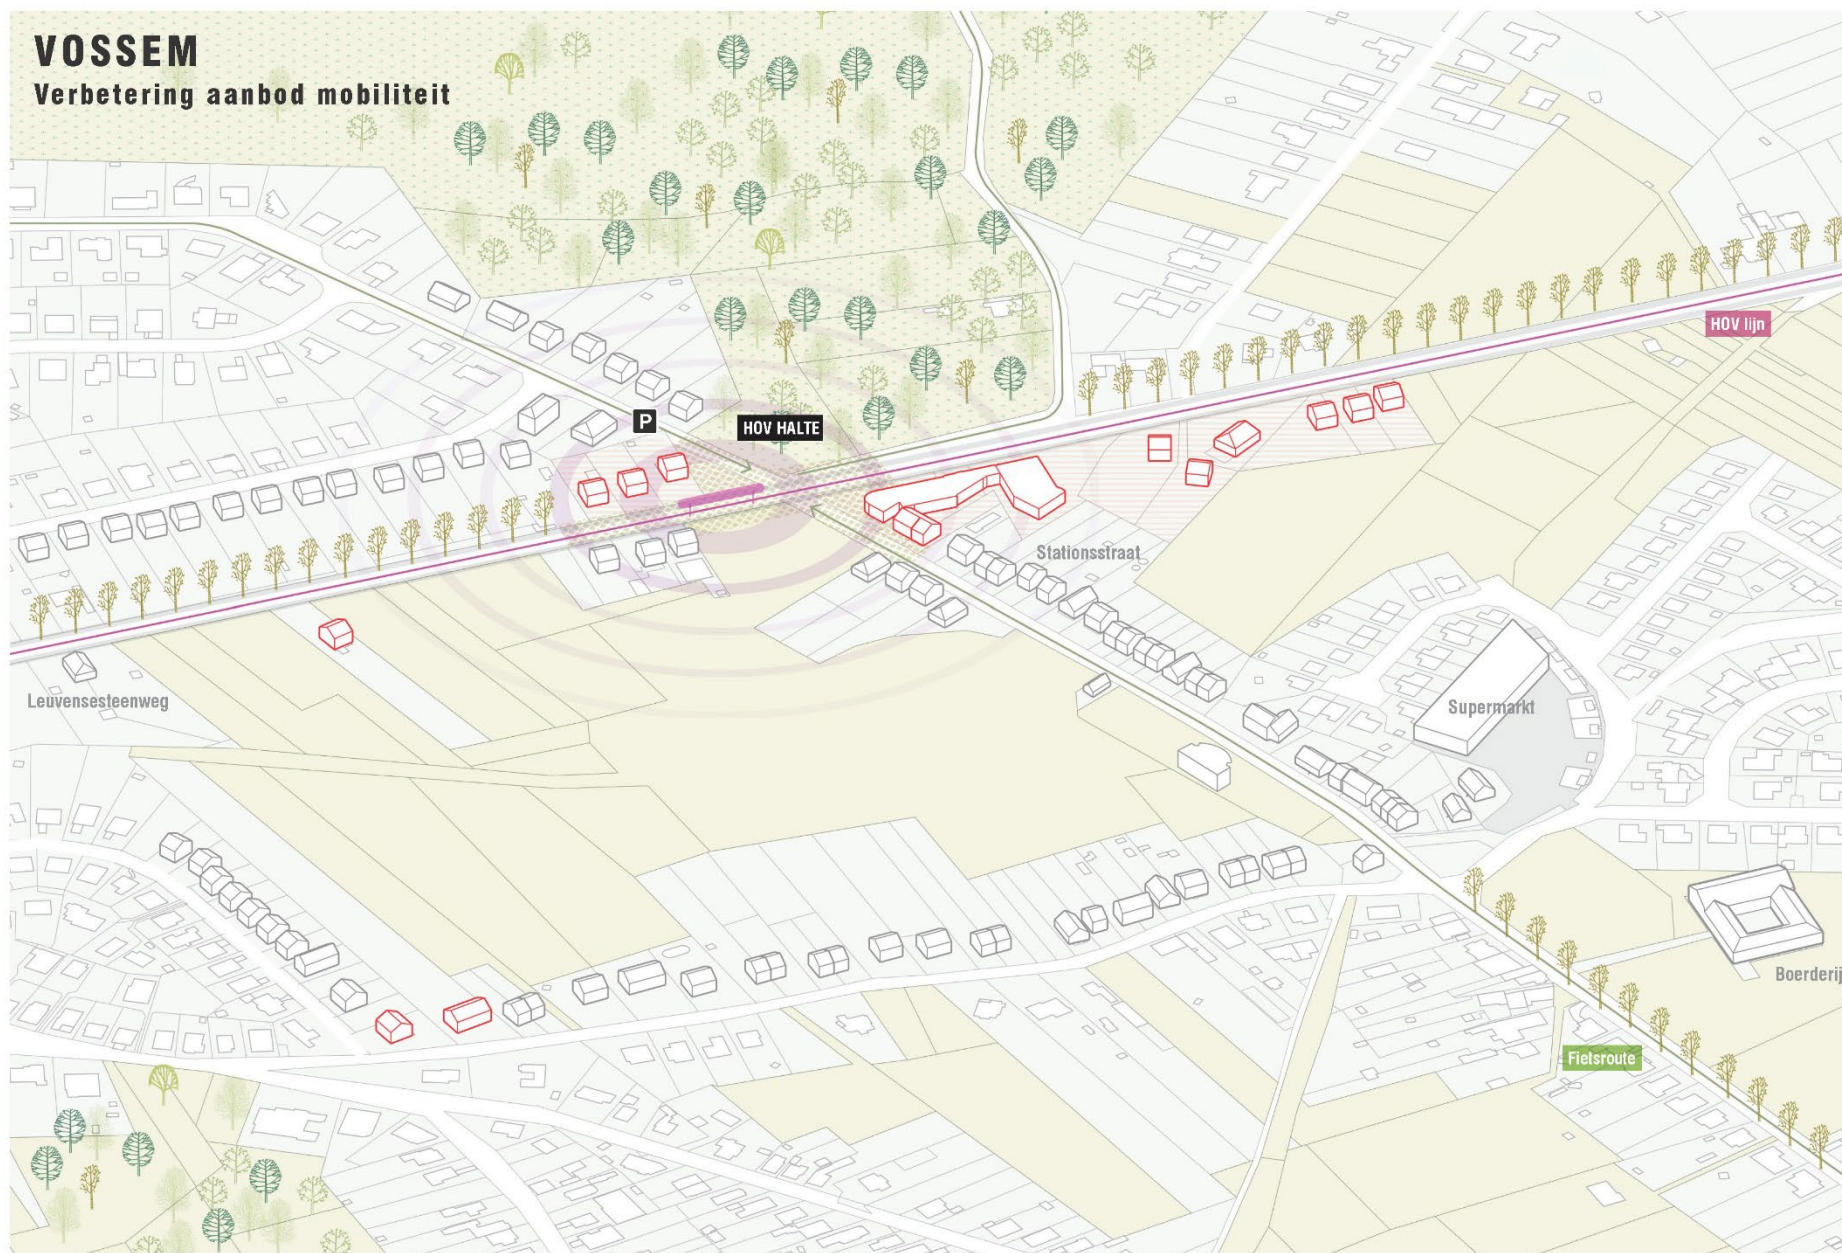 VOSSEM
Verbetering aanbod mobiliteit
HOV lijn
P
HOV HALTE
Stationsstraat
Leuvensesteenweg
Supermarkt
Boerderij
Fietsroute